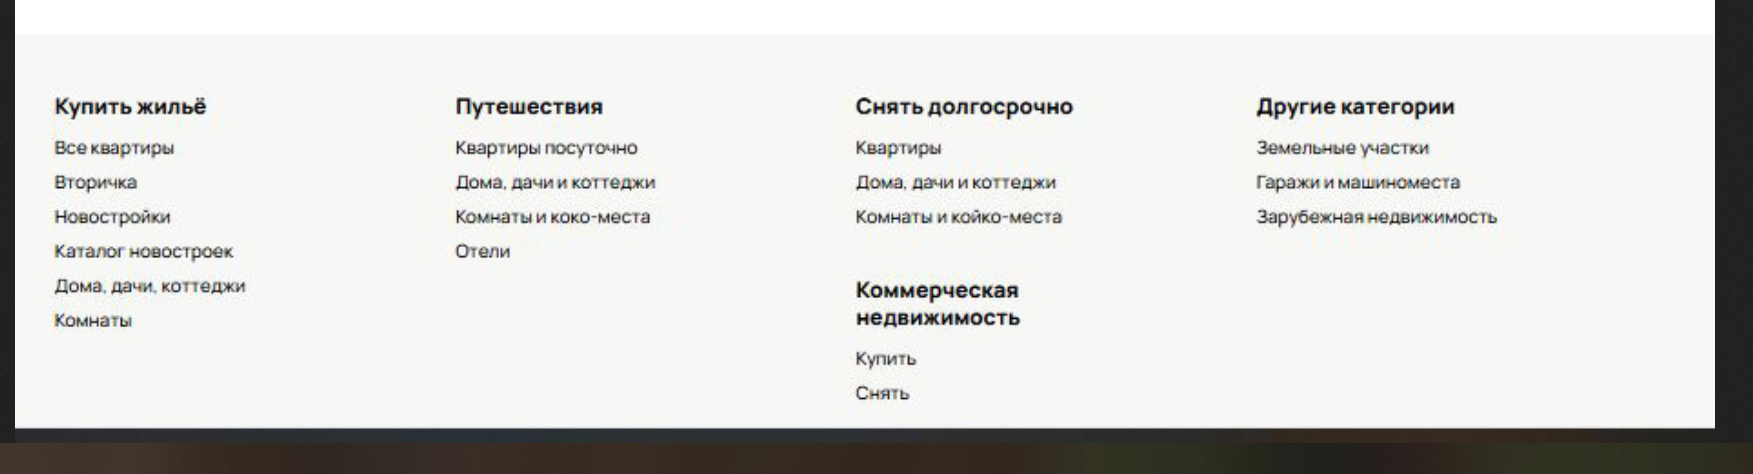 Купить жильё
Все квартиры
Вторичка
Новостройки
Каталог новостроек
Дома, дачи, коттеджи
Комнаты
Путешествия
Квартиры посуточно
Дома, дачи и коттеджи
Комнаты и коко-места
Отели
Снять долгосрочно
Квартиры
Дома, дачи и коттеджи
Комнаты и койко-места
Коммерческая
недвижимость
Купить
Снять
Другие категории
Земельные участки
Гаражи и машиноместа
Зарубежная недвижимость